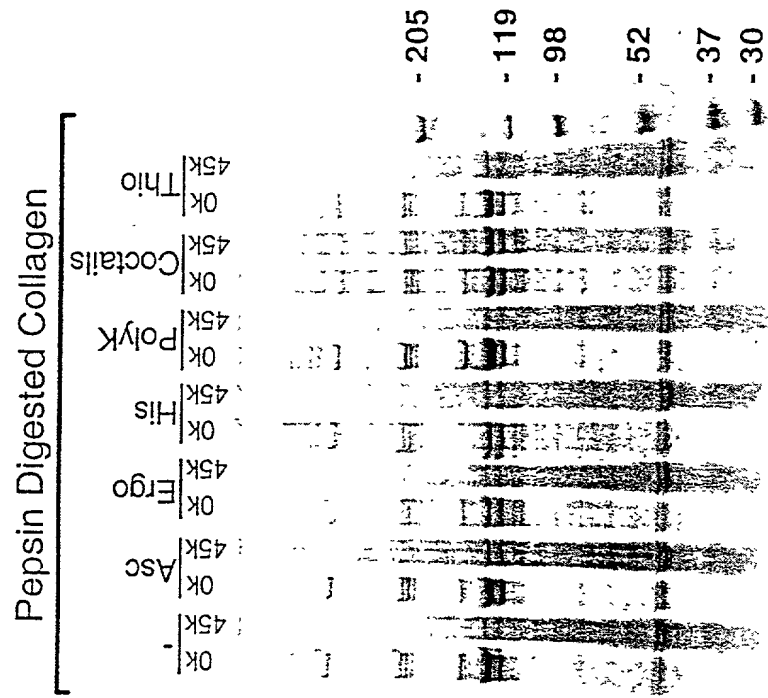 Pepsin Digested Collagen
- Asc Ergo His PolyK Coctails Thio
0K 45K 0K 45K 0K 45K 0K 45K 0K 45K 0K 45K 0K 45K
- 205
- 119
- 98
- 52
- 37
- 30